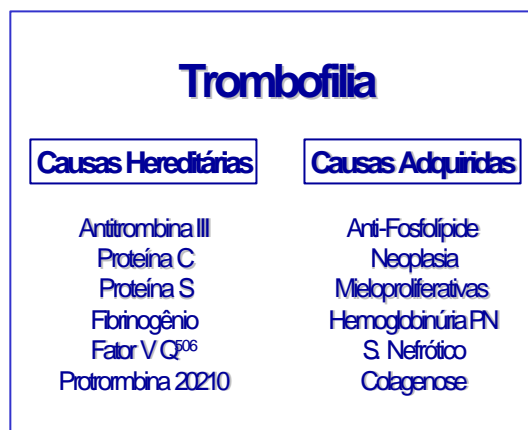 Trombofilia
Causas Hereditárias
Antitrombina III
Proteína C
Proteína S
Fibrinogênio
Fator V Q506
Protrormbina 20210
Causas Adquiridas
Anti-Fosfolípide
Neoplasia
Mieloproliferativas
Hemoglobinúria PN
S. Nefrótico
Colagenose